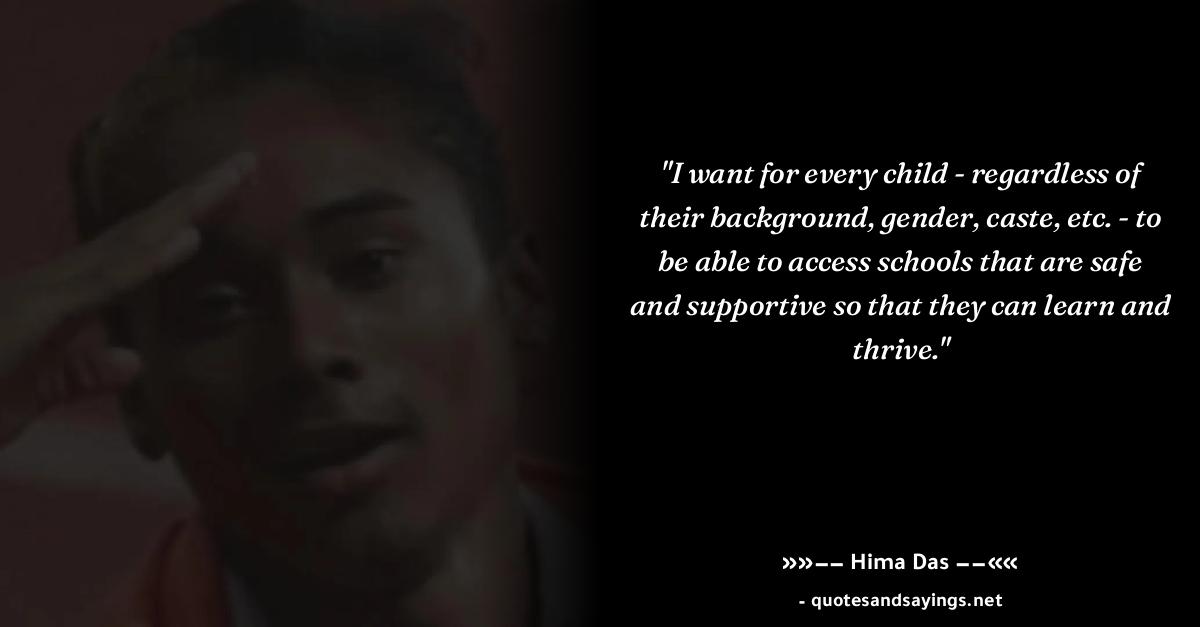 "I want for every child - regardless of
their background, gender, caste, etc. - to
be able to access schools that are safe
and supportive so that they can learn and
thrive."
»»−− Hima Das −−««
- quotesandsayings.net